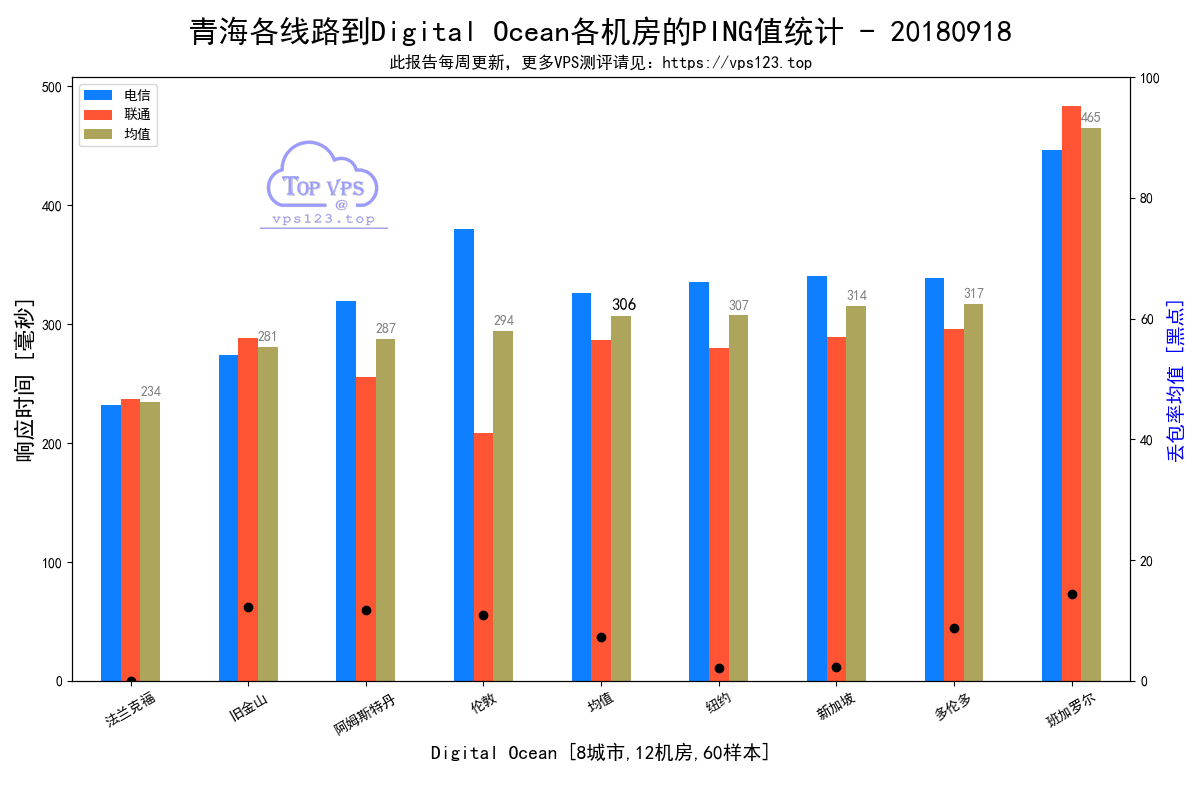 青海各线路到Digital Ocean各机房的PING值统计 - 20180918
此报告每周更新，更多VPS测评请见：https://vps123.top
电信
联通
均值
TOP VPS
@
vps123.top
响应时间 [毫秒]
500
400
300
200
100
0
234
281
287
294
306
307
314
317
465
100
80
60
40
20
0
丢包率均值 [黑点]
法兰克福
旧金山
阿姆斯特丹
伦敦
均值
纽约
新加坡
多伦多
班加罗尔
Digital Ocean [8城市,12机房,60样本]